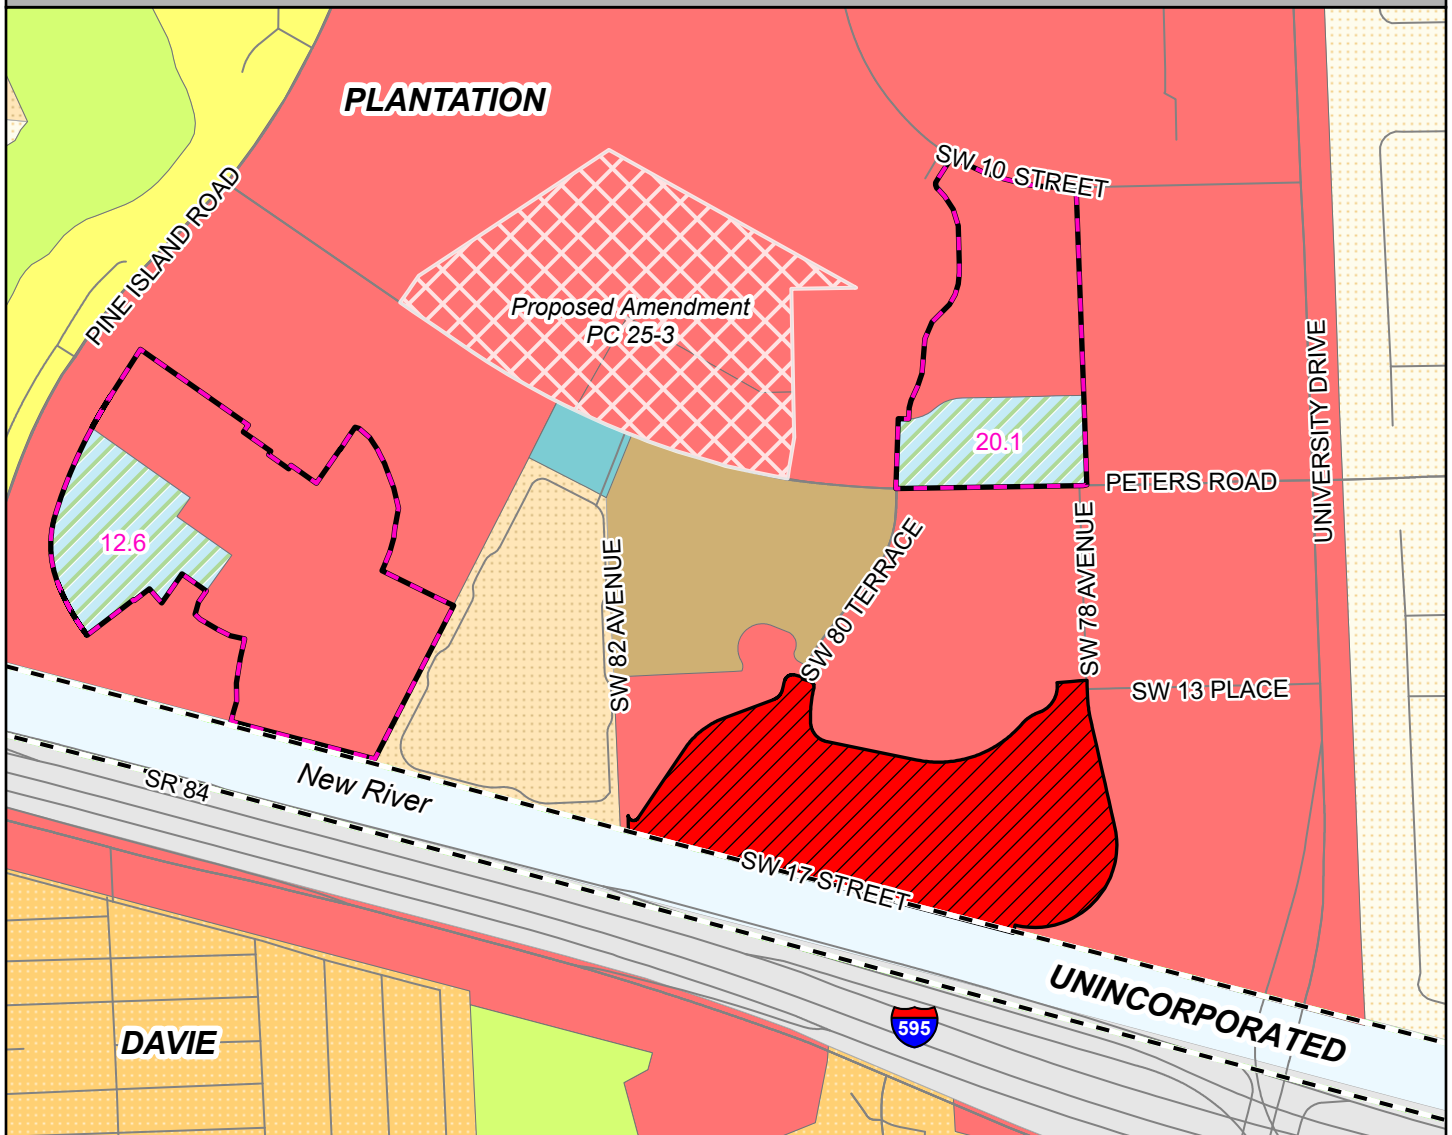 PLANTATION
SW 10 STREET
PINE ISLAND ROAD
Proposed Amendment
PC 25-3
UNIVERSITY DRIVE
20.1
PETERS ROAD
12.6
SW 82 AVENUE
SW 80 TERRACE
SW 78 AVENUE
SW 13 PLACE
New River
SR 84
SW 17 STREET
UNINCORPORATED
595
DAVIE